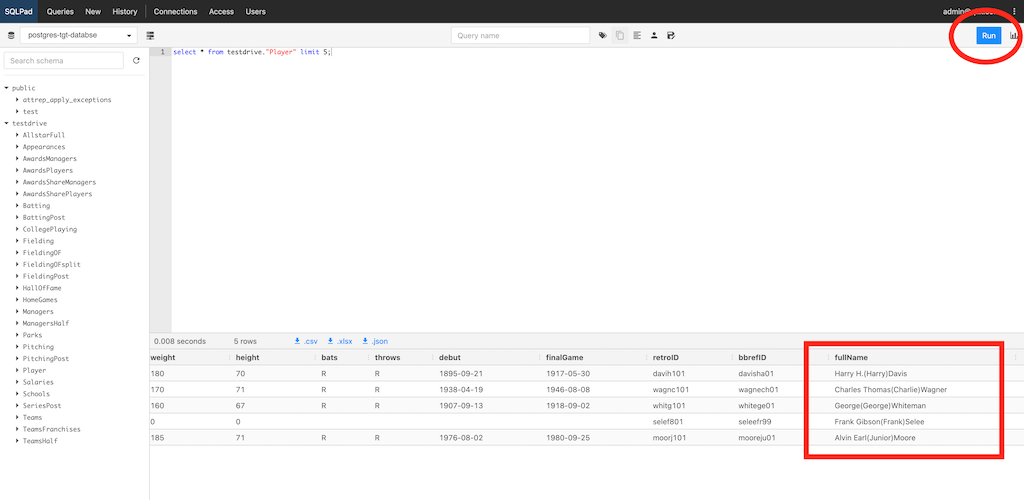 SQLPad Queries New History Connections Access Users
postgres-tgt-databse Query name Run
Search schema
1 select * from testdrive."Player" limit 5;
public
attrep_apply_exceptions
test
testdrive
AllstarFull
Appearances
AwardsManagers
AwardsPlayers
AwardsShareManagers
AwardsSharePlayers
Batting
BattingPost
CollegePlaying
Fielding
FieldingOF
FieldingOFsplit
FieldingPost
HallOfFame
HomeGames
Managers
ManagersHalf
Parks
Pitching
PitchingPost
Player
Salaries
Schools
SeriesPost
Teams
TeamsFranchises
TeamsHalf
0.008 seconds 5 rows .csv .xlsx .json
weight height bats throws debut finalGame retroID bbrefID fullName
180 70 R R 1895-09-21 1917-05-30 davih101 davisha01 Harry H.(Harry)Davis
170 71 R R 1938-04-19 1946-08-08 wagnc101 wagnech01 Charles Thomas(Charlie)Wagner
160 67 R R 1907-09-13 1918-09-02 whitg101 whitege01 George(George)Whiteman
0 0 selef801 seleefr99 Frank Gibson(Frank)Selee
185 71 R R 1976-08-02 1980-09-25 moorj101 mooreju01 Alvin Earl(Junior)Moore